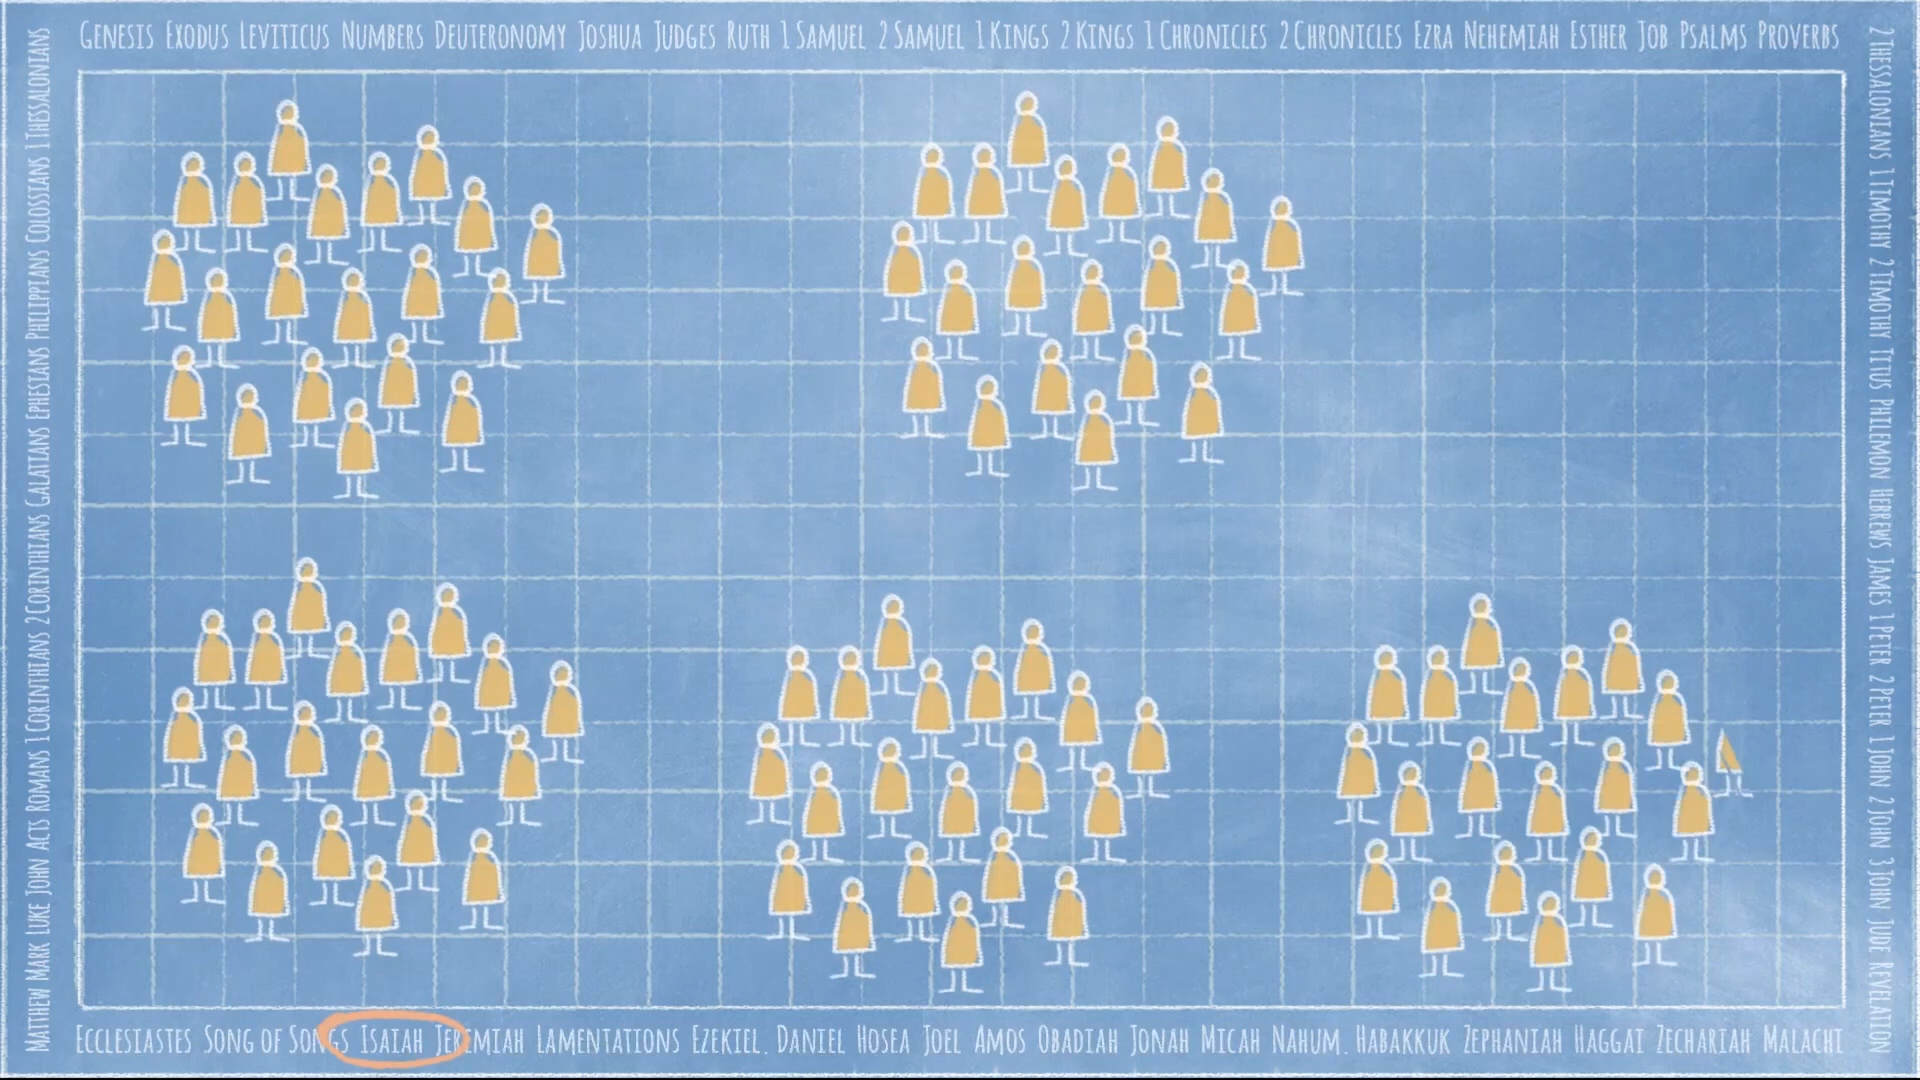 GENESIS EXODUS LEVITICUS NUMBERS DEUTERONOMY JOSHUA JUDGES RUTH 1 SAMUEL 2 SAMUEL 1 KINGS 2 KINGS 1 CHRONICLES 2 CHRONICLES EZRA NEHEMIAH ESTHER JOB PSALMS PROVERBS
ECCLESIASTES SONG OF SONGS ISAIAH JEREMIAH LAMENTATIONS EZEKIEL. DANIEL HOSEA JOEL AMOS OBADIAH JONAH MICAH NAHUM. HABAKKUK ZEPHANIAH HAGGAI ZECHARIAH MALACHI
MATTHEW MARK LUKE JOHN ACTS ROMANS 1 CORINTHIANS 2 CORINTHIANS GALATIANS EPHESIANS PHILIPPIANS COLOSSIANS 1 THESSALONIANS
2 THESSALONIANS 1 TIMOTHY 2 TIMOTHY TITUS PHILEMON HEBREWS JAMES 1 PETER 2 PETER 1 JOHN 2 JOHN 3 JOHN JUDE REVELATION